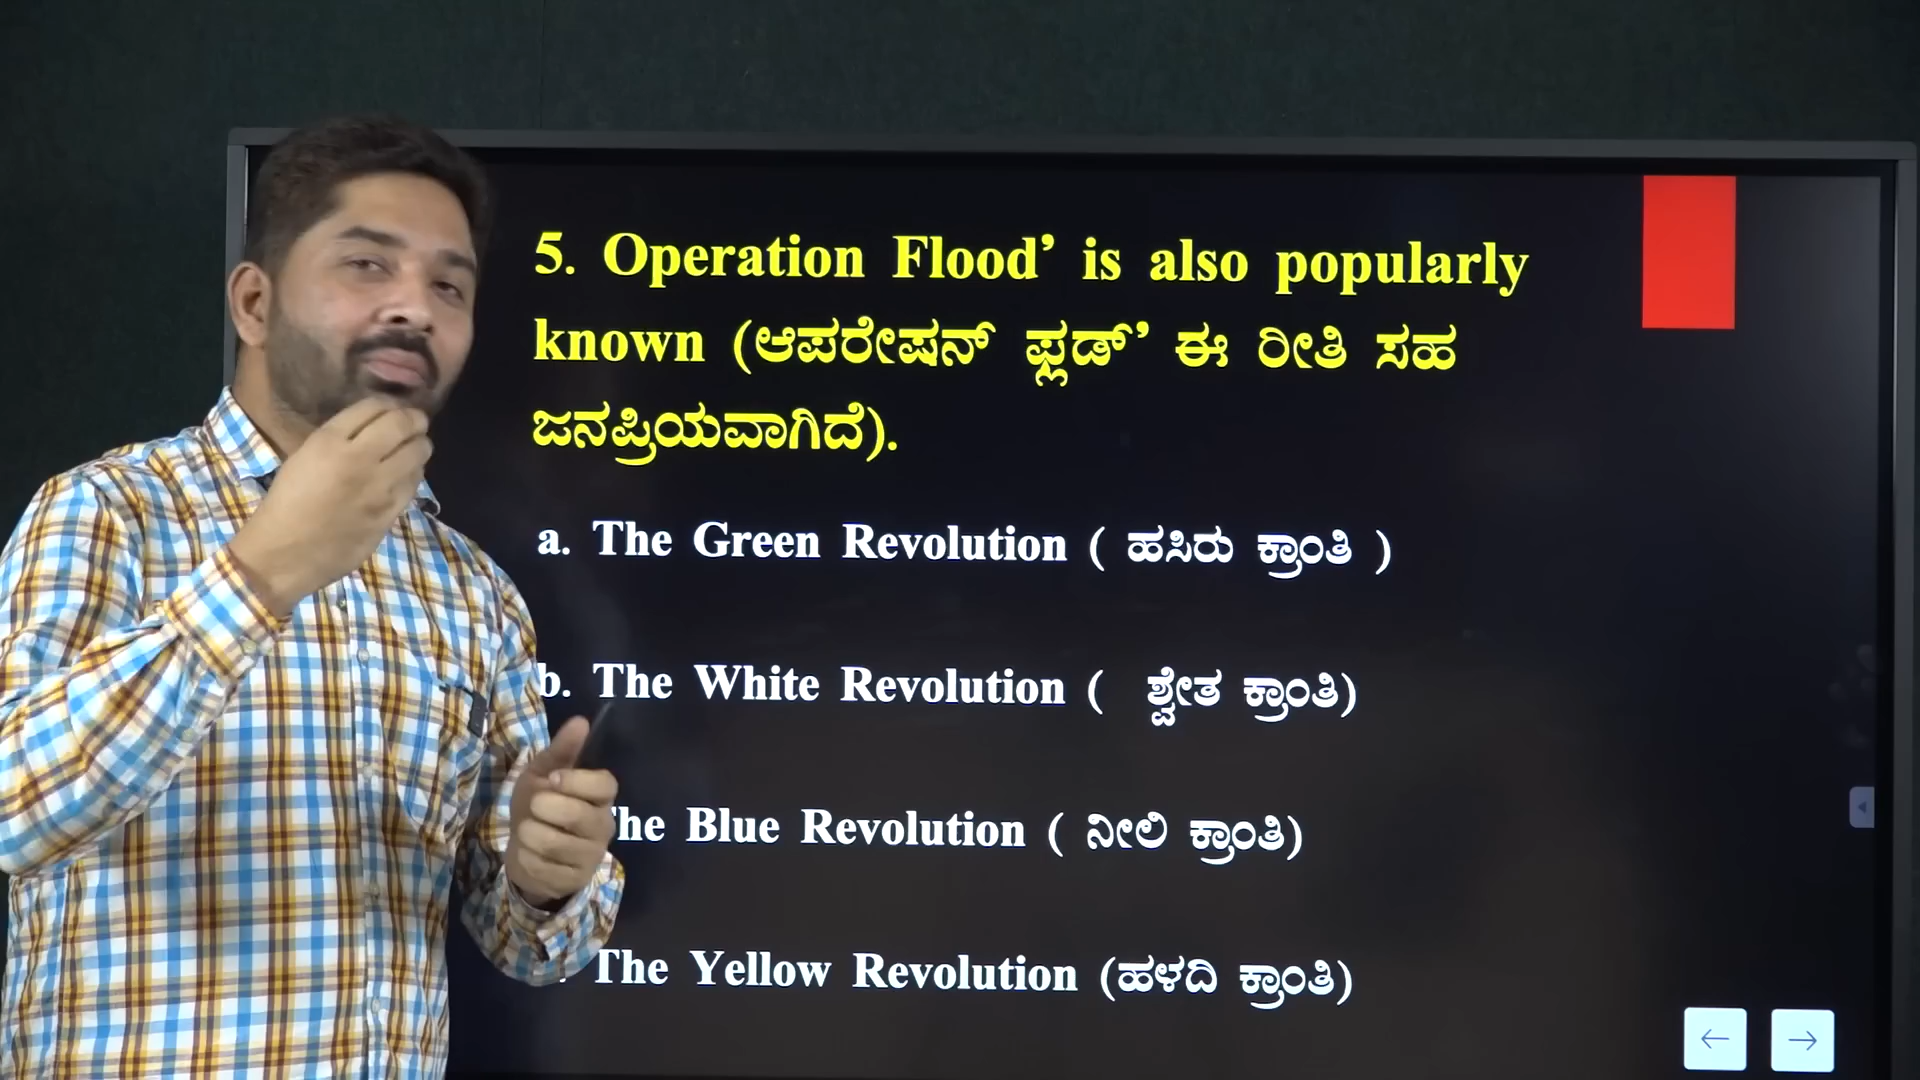 5. Operation Flood’ is also popularly
known (ಆಪರೇಷನ್ ಫ್ಲಡ್’ ಈ ರೀತಿ ಸಹ
ಜನಪ್ರಿಯವಾಗಿದೆ).
a. The Green Revolution ( ಹಸಿರು ಕ್ರಾಂತಿ )
b. The White Revolution ( ಶ್ವೇತ ಕ್ರಾಂತಿ)
The Blue Revolution ( ನೀಲಿ ಕ್ರಾಂತಿ)
The Yellow Revolution (ಹಳದಿ ಕ್ರಾಂತಿ)